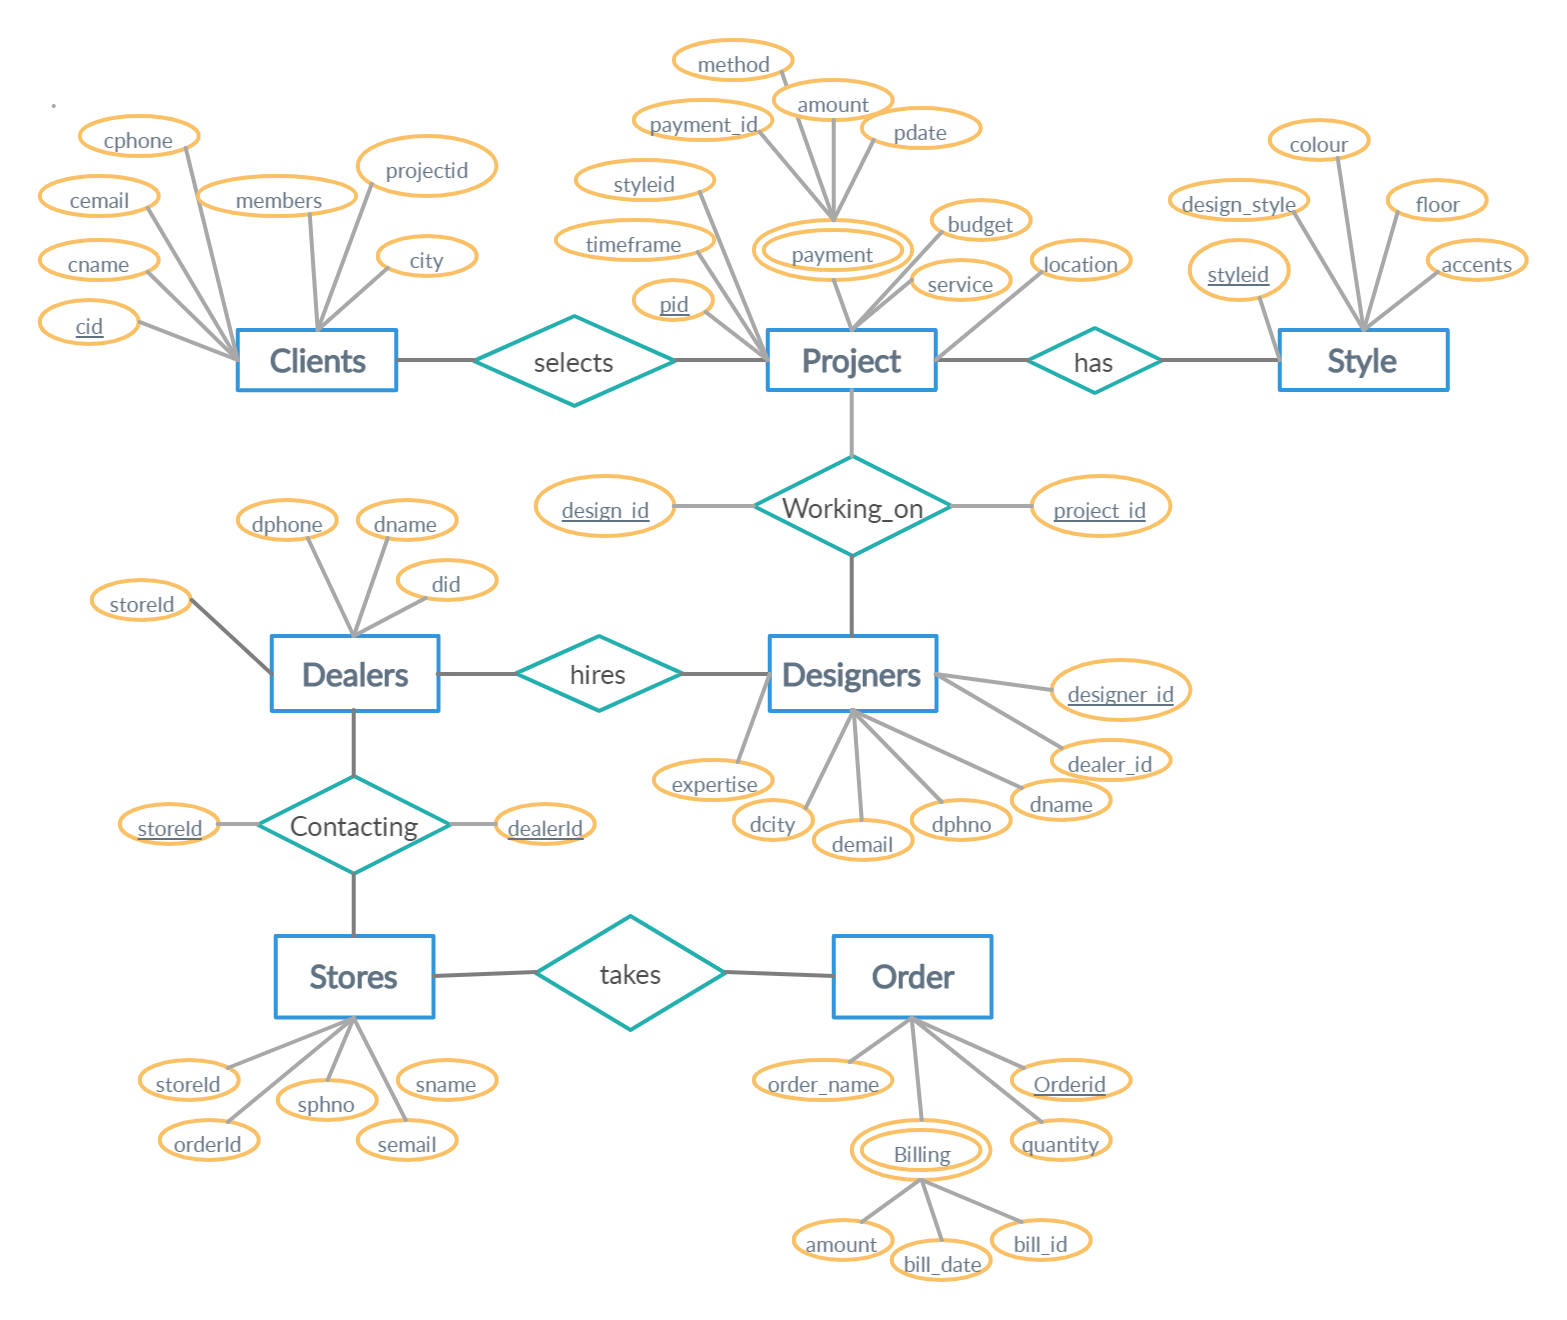 method
amount
payment_id
pdate
cphone
projectid
colour
styleid
cemail
members
design_style
floor
budget
timeframe
payment
cname
city
service
location
accents
styleid
pid
cid
Clients
selects
Project
has
Style
design_id
Working_on
project_id
dphone
dname
did
storeId
Dealers
hires
Designers
designer_id
dealer_id
expertise
dname
dcity
demail
dphno
storeId
Contacting
dealerId
Stores
takes
Order
storeId
sname
sphno
orderId
semail
order_name
Orderid
quantity
Billing
amount
bill_date
bill_id